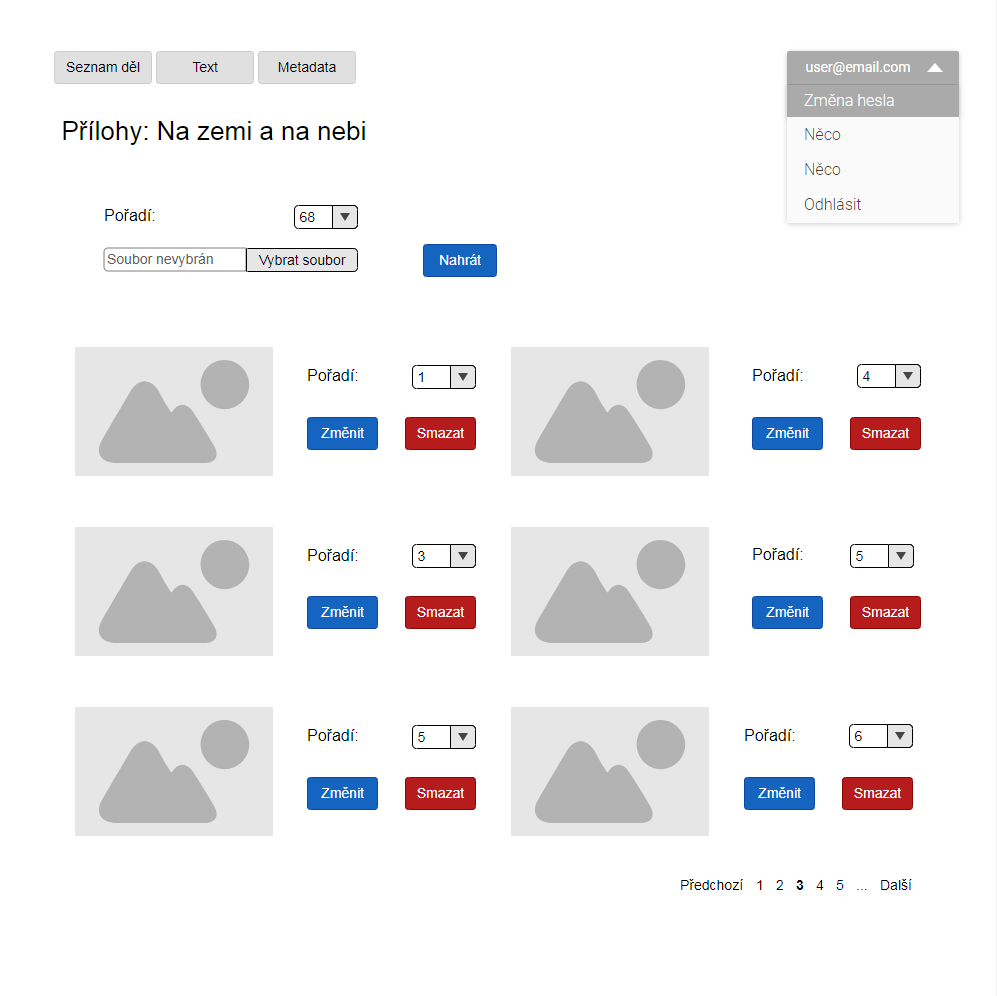 Seznam děl Text Metadata user@email.com
Změna hesla
Přílohy: Na zemi a na nebi
Něco
Něco
Odhlásit
Pořadí: 68
Soubor nevybrán Vybrat soubor Nahrát
Pořadí: 1 Pořadí: 4
Změnit Smazat Změnit Smazat
Pořadí: 3 Pořadí: 5
Změnit Smazat Změnit Smazat
Pořadí: 5 Pořadí: 6
Změnit Smazat Změnit Smazat
Předchozí 1 2 3 4 5 ... Další